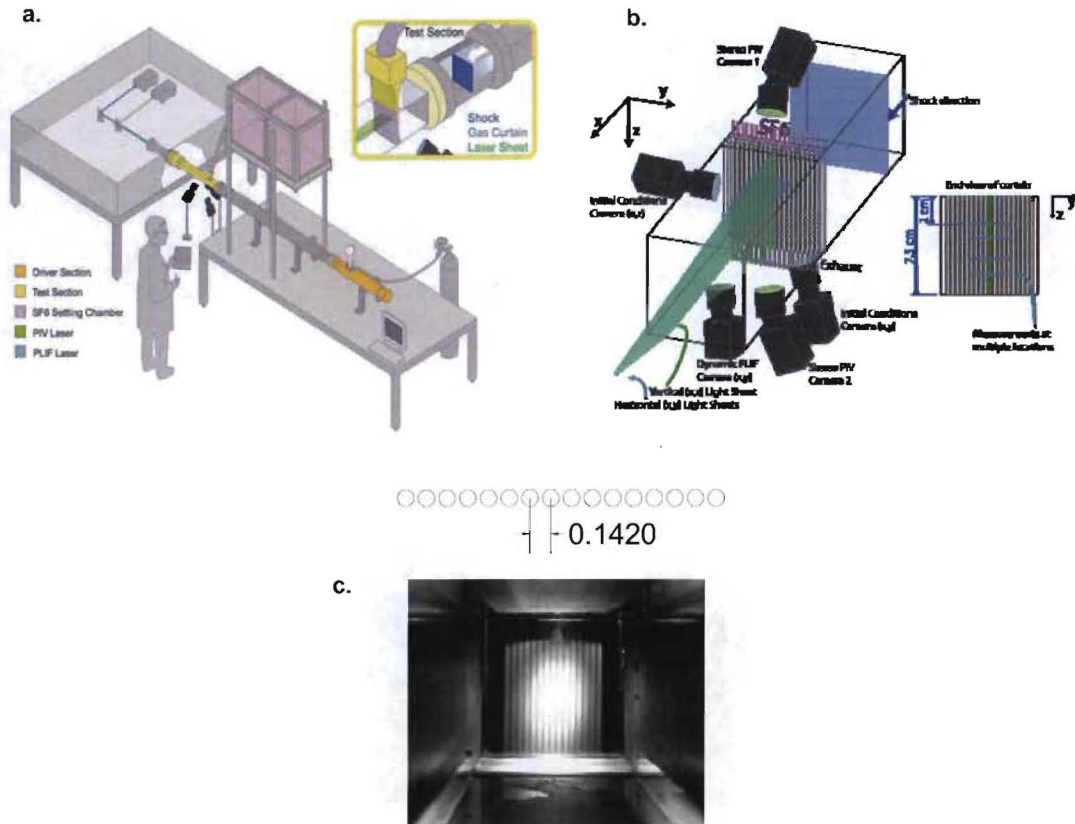 a.
Test Section
Shock
Gas Curtain
Laser Sheet
Driver Section
Test Section
SF6 Setting Chamber
PIV Laser
PLIF Laser
b.
Stereo PIV
Camera 1
y
x
z
SF6
Shock direction
Initial Conditions
Camera (x,z)
End view of curtain
y
z
2 cm
7.5 cm
Exhaust
Initial Conditions
Camera (x,y)
Measurements at
multiple locations
Dynamic PLIF
Camera (x,y)
Stereo PIV
Camera 2
Vertical (x,z) Light Sheet
Horizontal (x,y) Light Sheets
0.1420
c.